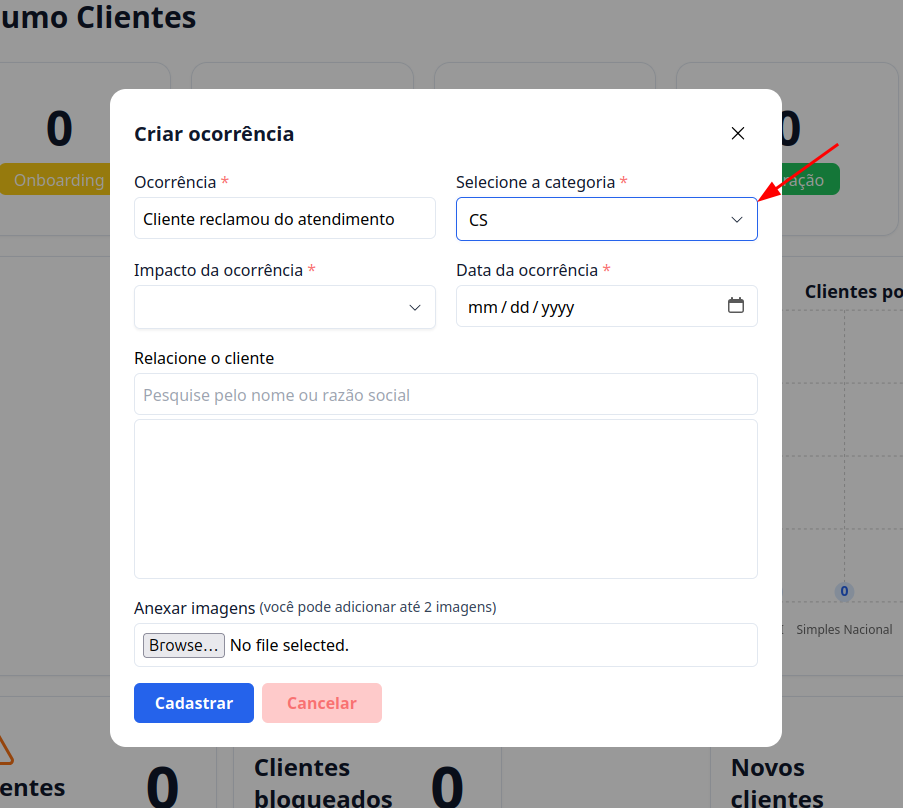 umo Clientes
0
0
Onboarding
ração
Criar ocorrência
Ocorrência *
Selecione a categoria *
Cliente reclamou do atendimento
CS
Impacto da ocorrência *
Data da ocorrência *
mm / dd / yyyy
Clientes po
Relacione o cliente
Pesquise pelo nome ou razão social
0
Simples Nacional
Anexar imagens (você pode adicionar até 2 imagens)
Browse... No file selected.
Cadastrar
Cancelar
entes
0
Clientes
bloqueados
0
Novos
clientes